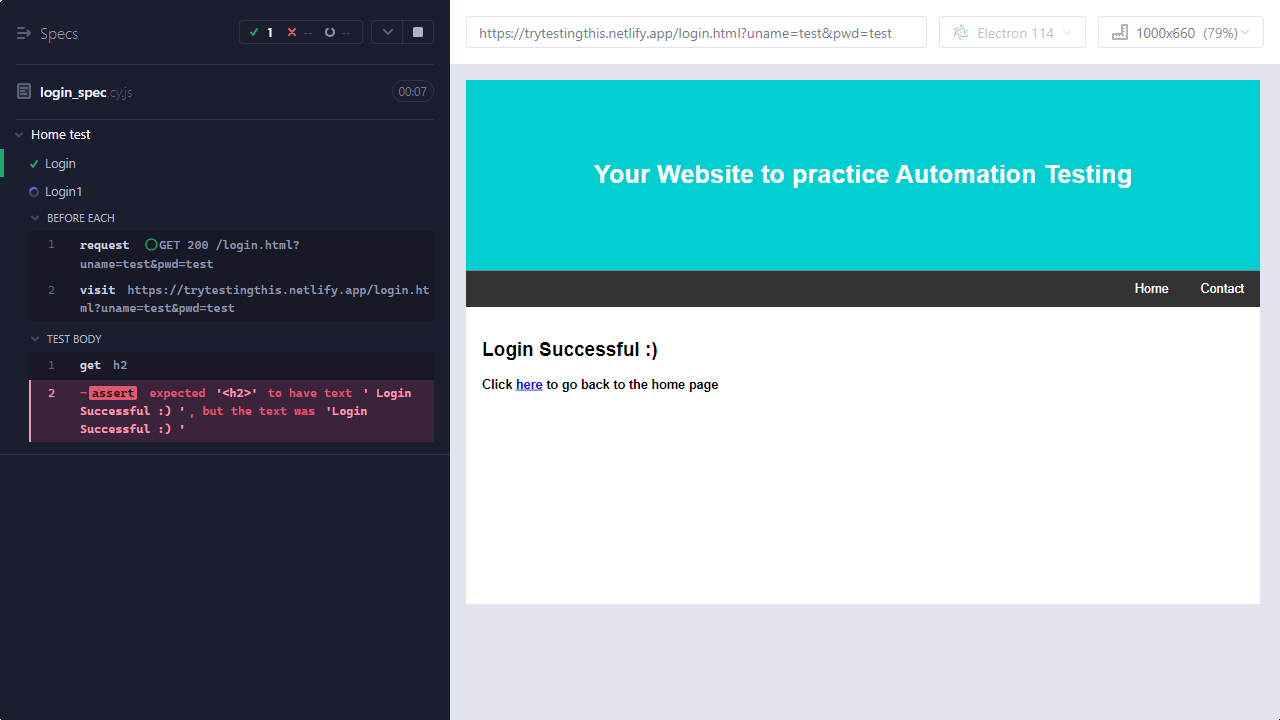 Specs
1 -- --
login_spec.cy.js 00:07
Home test
Login
Login1
BEFORE EACH
1 request GET 200 /login.html?
uname=test&pwd=test
2 visit https://trytestingthis.netlify.app/login.ht
ml?uname=test&pwd=test
TEST BODY
1 get h2
2 -assert expected '<h2>' to have text ' Login
Successful :) ', but the text was 'Login
Successful :) '
https://trytestingthis.netlify.app/login.html?uname=test&pwd=test
Electron 114
1000x660 (79%)
Your Website to practice Automation Testing
Home Contact
Login Successful :)
Click here to go back to the home page